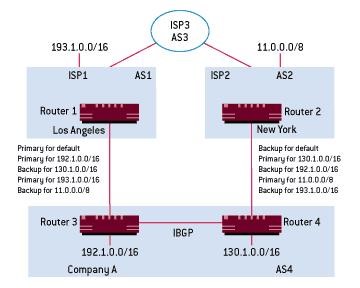 ISP3
AS3
193.1.0.0/16
11.0.0.0/8
ISP1
AS1
ISP2
AS2
Router 1
Router 2
Los Angeles
New York
Primary for default
Primary for 192.1.0.0/16
Backup for 130.1.0.0/16
Primary for 193.1.0.0/16
Backup for 11.0.0.0/8
Backup for default
Primary for 130.1.0.0/16
Backup for 192.1.0.0/16
Primary for 11.0.0.0/8
Backup for 193.1.0.0/16
Router 3
Router 4
IBGP
192.1.0.0/16
130.1.0.0/16
Company A
AS4